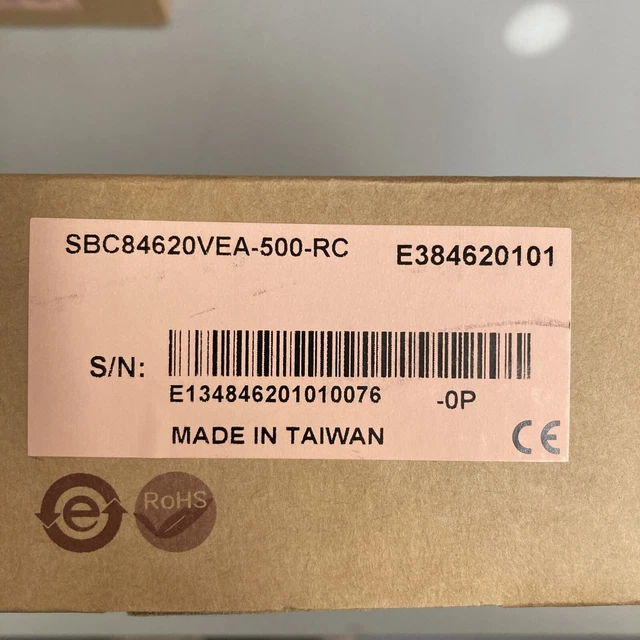 SBC84620VEA-500-RC E384620101
S/N:
E134846201010076 -0P
MADE IN TAIWAN CE
e RoHS